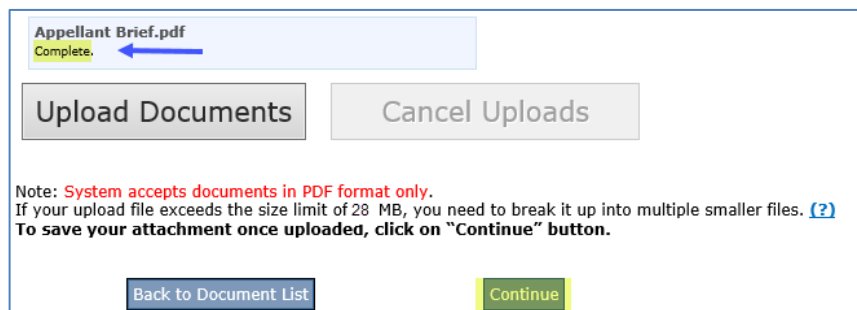 Appellant Brief.pdf
Complete.
Upload Documents
Cancel Uploads
Note: System accepts documents in PDF format only.
If your upload file exceeds the size limit of 28 MB, you need to break it up into multiple smaller files. (?)
To save your attachment once uploaded, click on “Continue” button.
Back to Document List
Continue